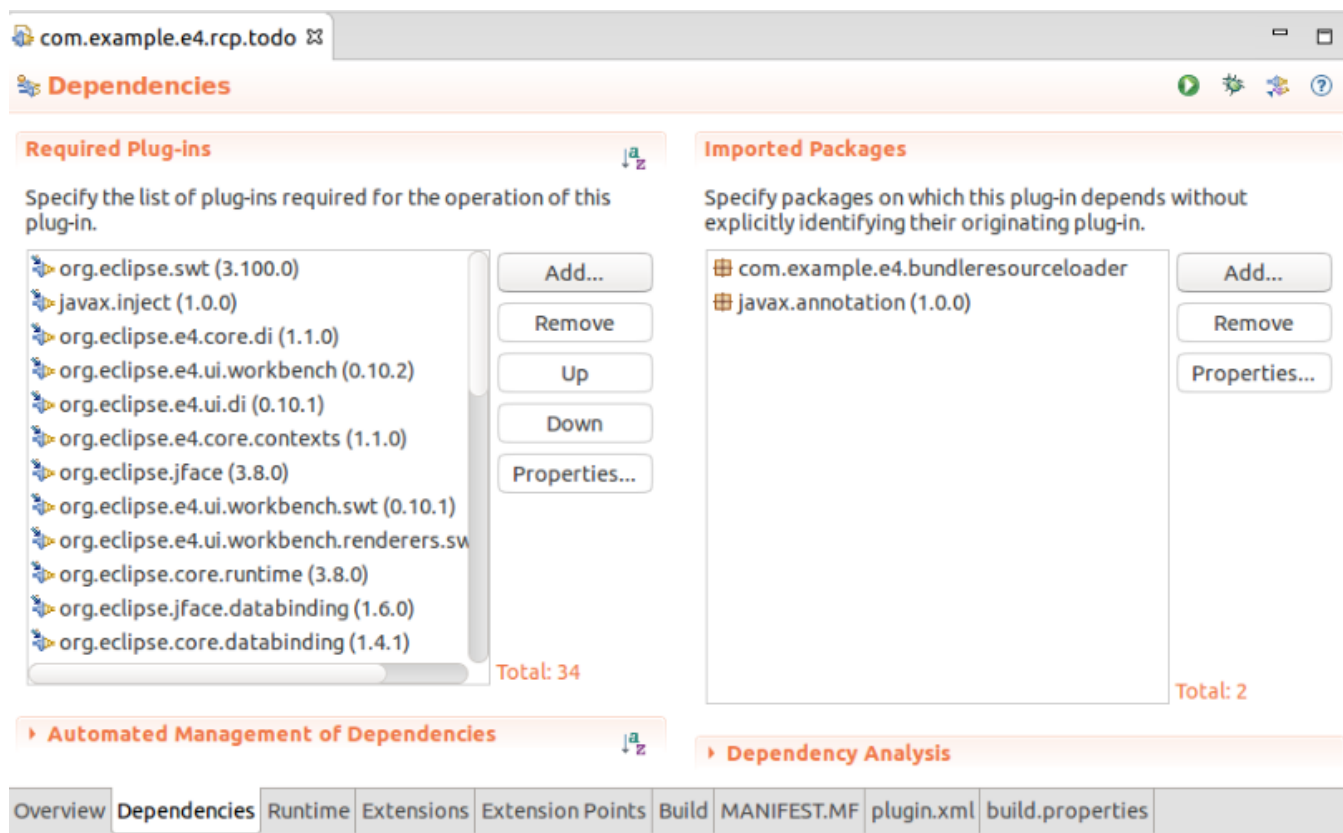 com.example.e4.rcp.todo
Dependencies
Required Plug-ins
Specify the list of plug-ins required for the operation of this
plug-in.
org.eclipse.swt (3.100.0)
javax.inject (1.0.0)
org.eclipse.e4.core.di (1.1.0)
org.eclipse.e4.ui.workbench (0.10.2)
org.eclipse.e4.ui.di (0.10.1)
org.eclipse.e4.core.contexts (1.1.0)
org.eclipse.jface (3.8.0)
org.eclipse.e4.ui.workbench.swt (0.10.1)
org.eclipse.e4.ui.workbench.renderers.sw
org.eclipse.core.runtime (3.8.0)
org.eclipse.jface.databinding (1.6.0)
org.eclipse.core.databinding (1.4.1)
Add...
Remove
Up
Down
Properties...
Total: 34
Automated Management of Dependencies
Imported Packages
Specify packages on which this plug-in depends without
explicitly identifying their originating plug-in.
com.example.e4.bundleresourceloader
javax.annotation (1.0.0)
Add...
Remove
Properties...
Total: 2
Dependency Analysis
Overview Dependencies Runtime Extensions Extension Points Build MANIFEST.MF plugin.xml build.properties